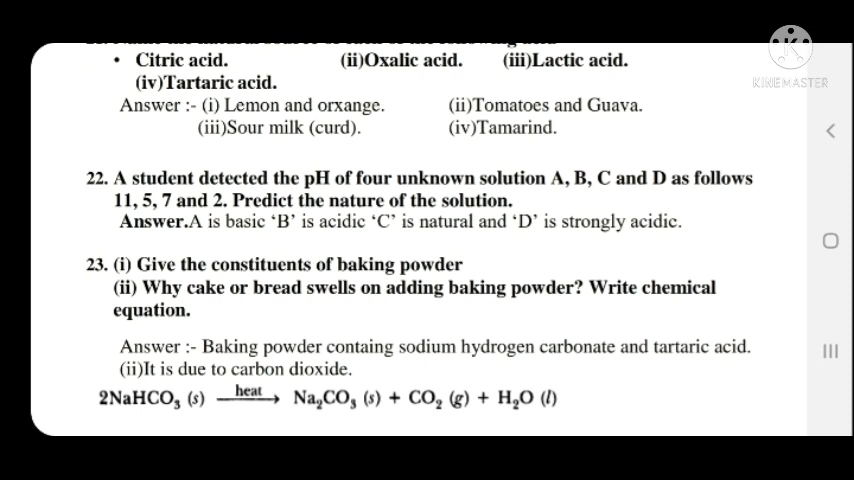 • Citric acid. (ii)Oxalic acid. (iii)Lactic acid.
(iv)Tartaric acid.
Answer :- (i) Lemon and orxange. (ii)Tomatoes and Guava.
(iii)Sour milk (curd). (iv)Tamarind.
22. A student detected the pH of four unknown solution A, B, C and D as follows
11, 5, 7 and 2. Predict the nature of the solution.
Answer.A is basic ‘B’ is acidic ‘C’ is natural and ‘D’ is strongly acidic.
23. (i) Give the constituents of baking powder
(ii) Why cake or bread swells on adding baking powder? Write chemical
equation.
Answer :- Baking powder containg sodium hydrogen carbonate and tartaric acid.
(ii)It is due to carbon dioxide.
2NaHCO₃ (s) —heat→ Na₂CO₃ (s) + CO₂ (g) + H₂O (l)
KINEMASTER